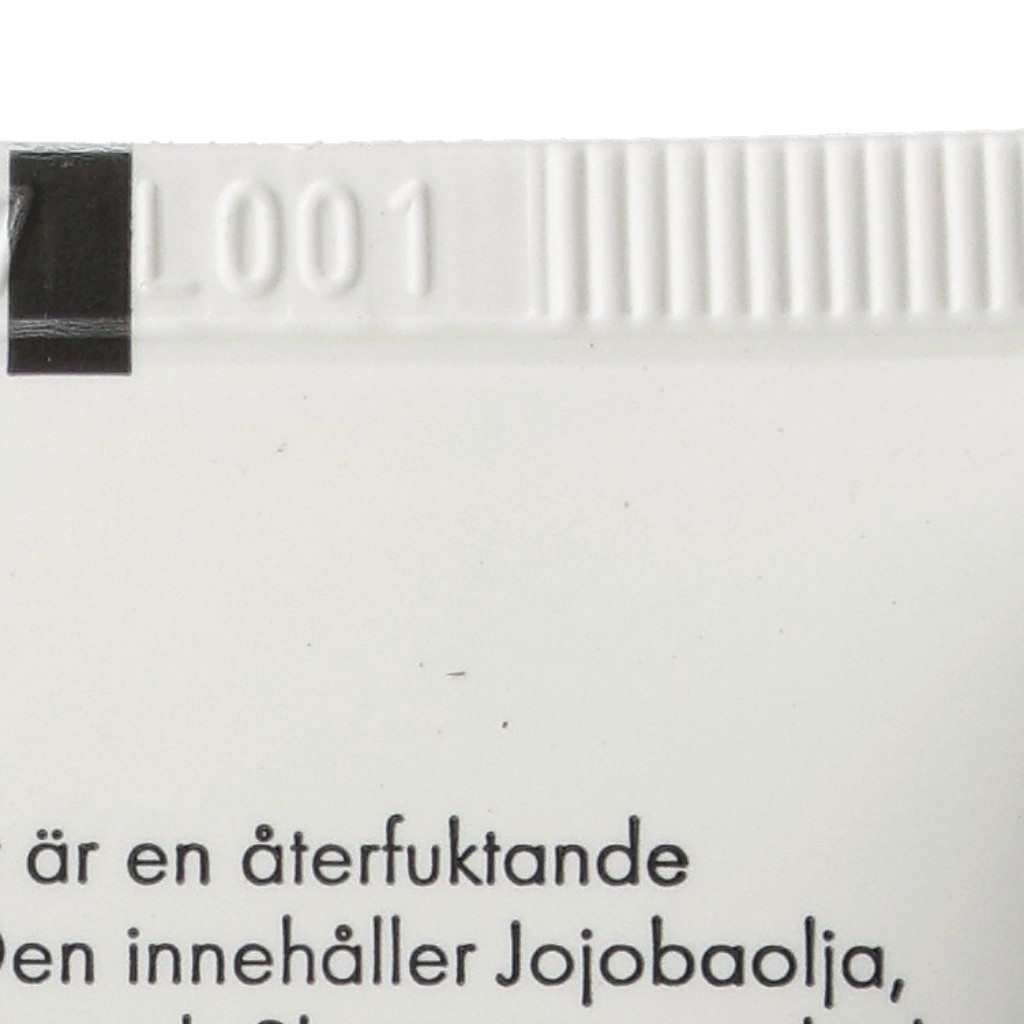 L001
är en återfuktande
Den innehåller Jojobaolja,